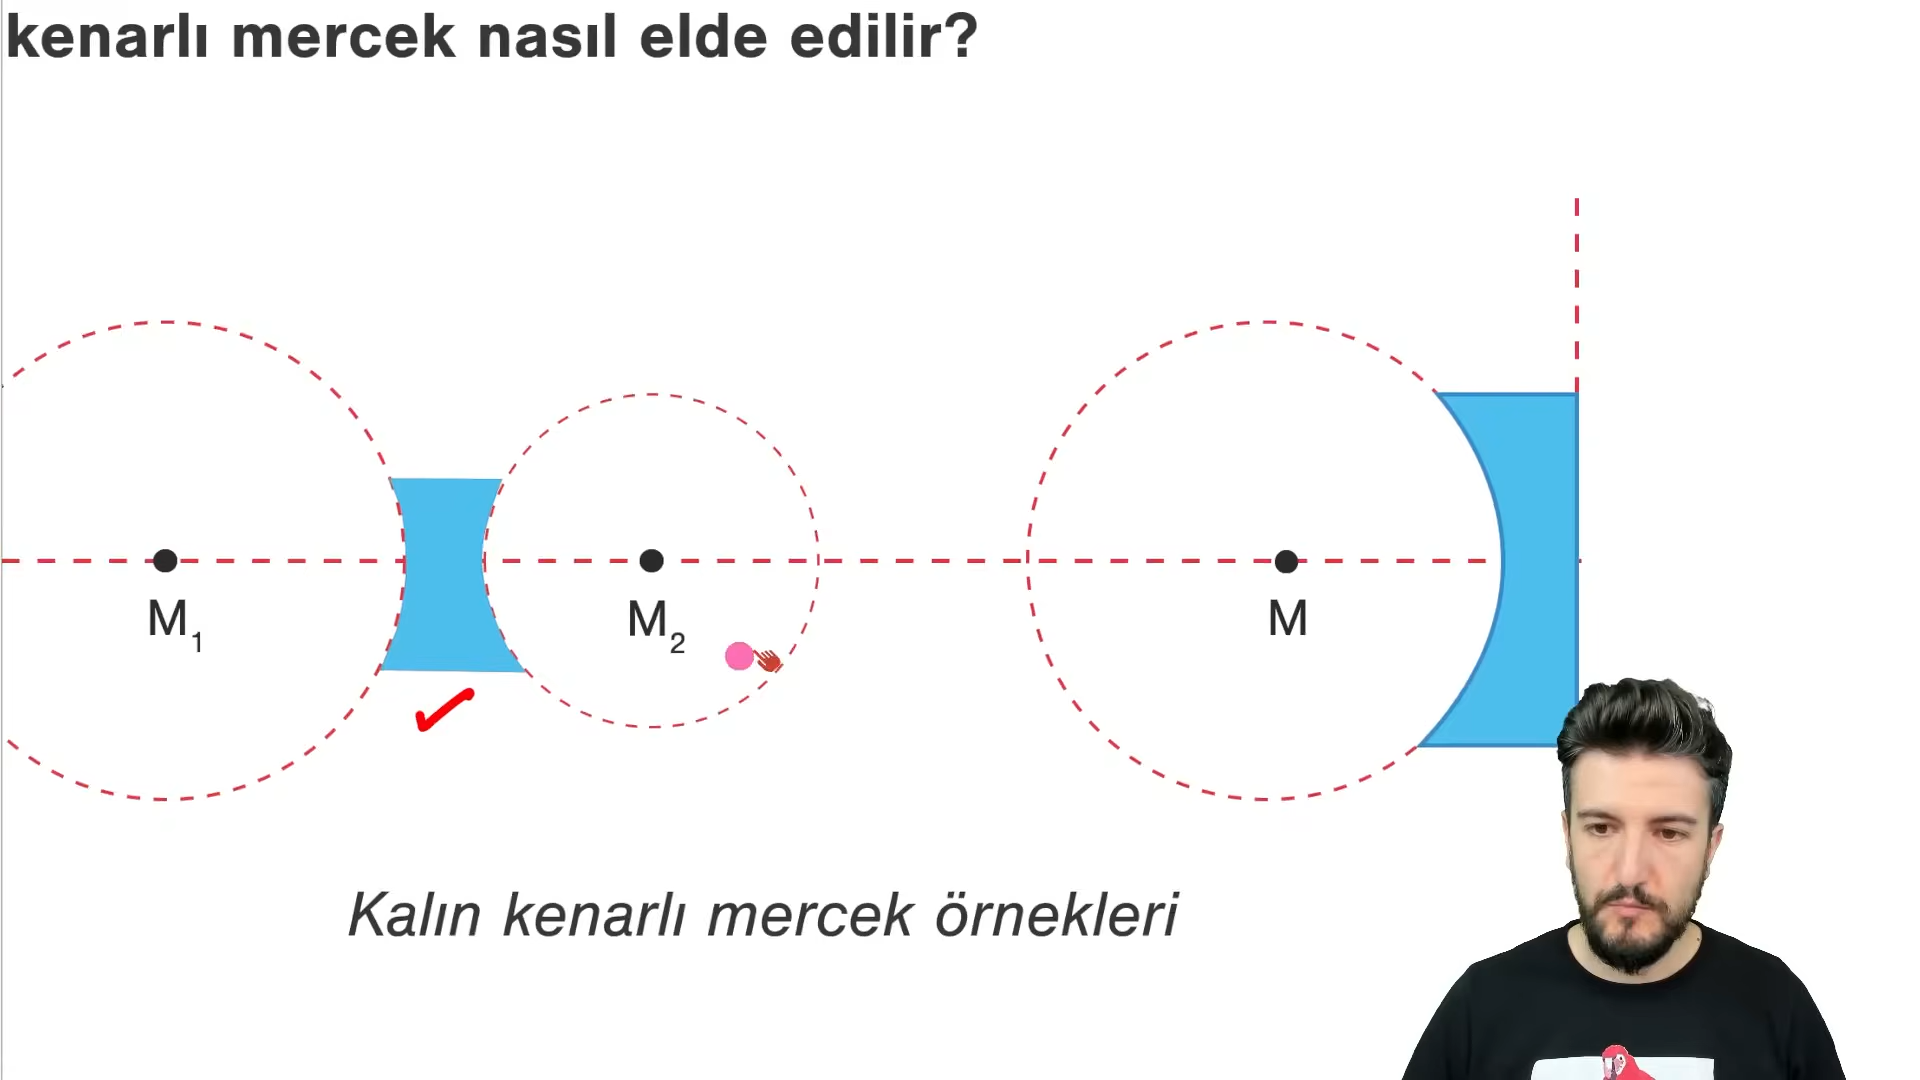 kenarlı mercek nasıl elde edilir?
M₁
M₂
M
Kalın kenarlı mercek örnekleri